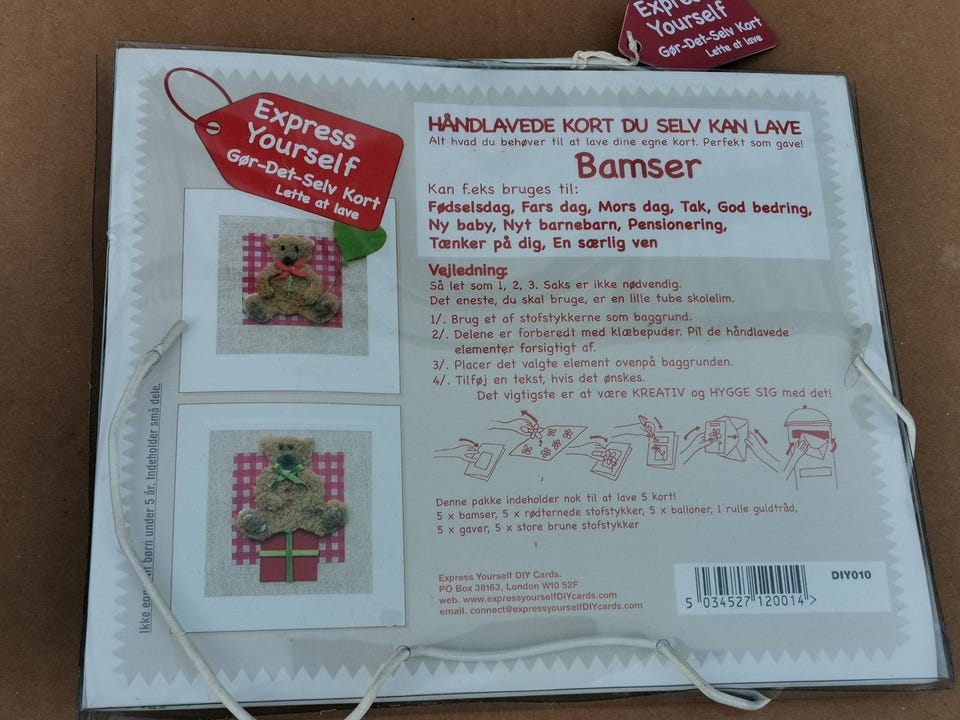 Express
Yourself
Gør-Det-Selv Kort
Lette at lave
Express
Yourself
Gør-Det-Selv Kort
Lette at lave
HÅNDLAVEDE KORT DU SELV KAN LAVE
Alt hvad du behøver til at lave dine egne kort. Perfekt som gave!
Bamser
Kan f.eks bruges til:
Fødselsdag, Fars dag, Mors dag, Tak, God bedring,
Ny baby, Nyt barnebarn, Pensionering,
Tænker på dig, En særlig ven
Vejledning:
Så let som 1, 2, 3. Saks er ikke nødvendig.
Det eneste, du skal bruge, er en lille tube skolelim.
1/. Brug et af stofstykkerne som baggrund.
2/. Delene er forberedt med klæbepuder. Pil de håndlavede
elementer forsigtigt af.
3/. Placer det valgte element ovenpå baggrunden.
4/. Tilføj en tekst, hvis det ønskes.
Det vigtigste er at være KREATIV og HYGGE SIG med det!
Denne pakke indeholder nok til at lave 5 kort!
5 x bamser, 5 x rødternede stofstykker, 5 x balloner, 1 rulle guldtråd,
5 x gaver, 5 x store brune stofstykker
Express Yourself DIY Cards.
PO Box 38163, London W10 52F
web. www.expressyourselfDIYcards.com
email. connect@expressyourselfDIYcards.com
DIY010
5 034527 120014 >
Ikke børn under 5 år. Indeholder små dele.